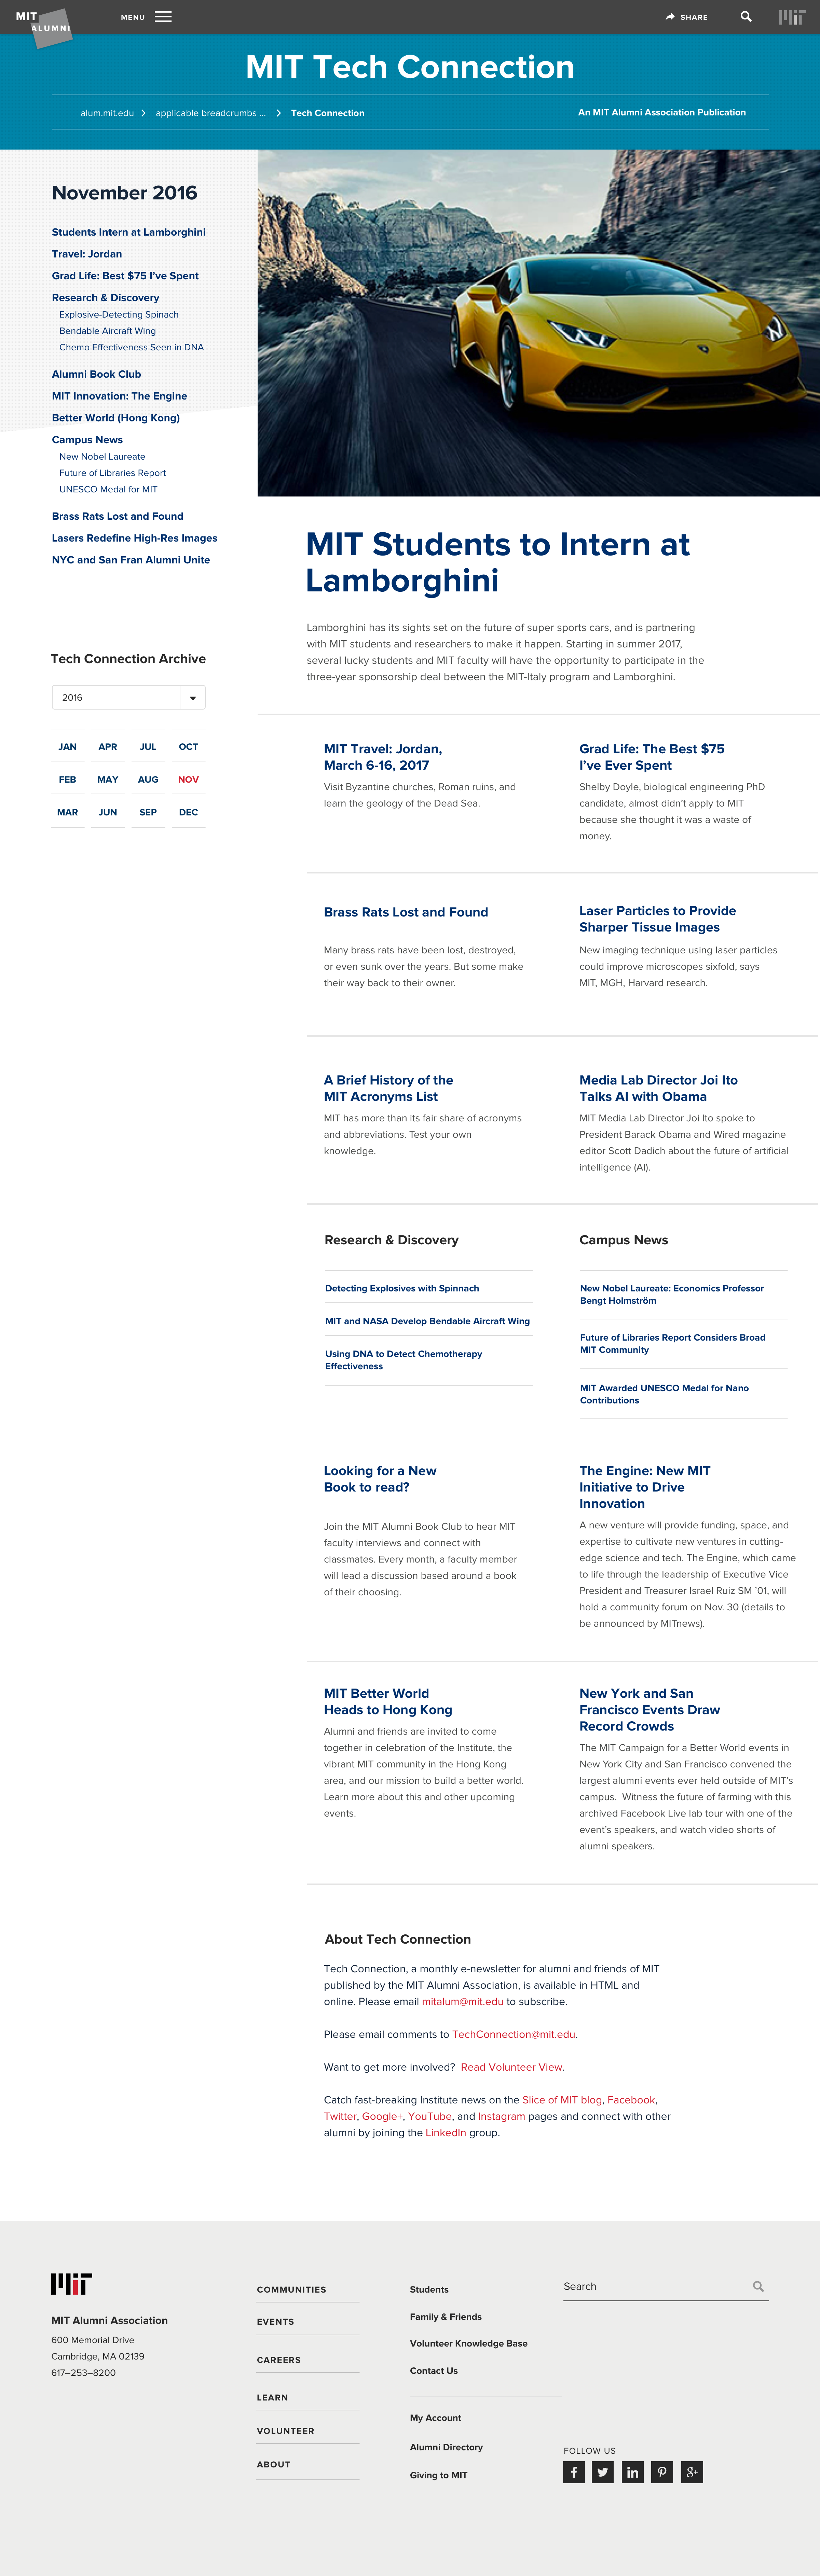 MIT
ALUMNI
MENU
SHARE
MIT Tech Connection
alum.mit.edu > applicable breadcrumbs ... > Tech Connection
An MIT Alumni Association Publication
November 2016
Students Intern at Lamborghini
Travel: Jordan
Grad Life: Best $75 I've Spent
Research & Discovery
Explosive-Detecting Spinach
Bendable Aircraft Wing
Chemo Effectiveness Seen in DNA
Alumni Book Club
MIT Innovation: The Engine
Better World (Hong Kong)
Campus News
New Nobel Laureate
Future of Libraries Report
UNESCO Medal for MIT
Brass Rats Lost and Found
Lasers Redefine High-Res Images
NYC and San Fran Alumni Unite
Tech Connection Archive
2016
JAN APR JUL OCT
FEB MAY AUG NOV
MAR JUN SEP DEC
MIT Students to Intern at
Lamborghini
Lamborghini has its sights set on the future of super sports cars, and is partnering
with MIT students and researchers to make it happen. Starting in summer 2017,
several lucky students and MIT faculty will have the opportunity to participate in the
three-year sponsorship deal between the MIT-Italy program and Lamborghini.
MIT Travel: Jordan,
March 6-16, 2017
Visit Byzantine churches, Roman ruins, and
learn the geology of the Dead Sea.
Grad Life: The Best $75
I've Ever Spent
Shelby Doyle, biological engineering PhD
candidate, almost didn't apply to MIT
because she thought it was a waste of
money.
Brass Rats Lost and Found
Many brass rats have been lost, destroyed,
or even sunk over the years. But some make
their way back to their owner.
Laser Particles to Provide
Sharper Tissue Images
New imaging technique using laser particles
could improve microscopes sixfold, says
MIT, MGH, Harvard research.
A Brief History of the
MIT Acronyms List
MIT has more than its fair share of acronyms
and abbreviations. Test your own
knowledge.
Media Lab Director Joi Ito
Talks AI with Obama
MIT Media Lab Director Joi Ito spoke to
President Barack Obama and Wired magazine
editor Scott Dadich about the future of artificial
intelligence (AI).
Research & Discovery
Detecting Explosives with Spinnach
MIT and NASA Develop Bendable Aircraft Wing
Using DNA to Detect Chemotherapy
Effectiveness
Campus News
New Nobel Laureate: Economics Professor
Bengt Holmström
Future of Libraries Report Considers Broad
MIT Community
MIT Awarded UNESCO Medal for Nano
Contributions
Looking for a New
Book to read?
Join the MIT Alumni Book Club to hear MIT
faculty interviews and connect with
classmates. Every month, a faculty member
will lead a discussion based around a book
of their choosing.
The Engine: New MIT
Initiative to Drive
Innovation
A new venture will provide funding, space, and
expertise to cultivate new ventures in cutting-
edge science and tech. The Engine, which came
to life through the leadership of Executive Vice
President and Treasurer Israel Ruiz SM '01, will
hold a community forum on Nov. 30 (details to
be announced by MITnews).
MIT Better World
Heads to Hong Kong
Alumni and friends are invited to come
together in celebration of the Institute, the
vibrant MIT community in the Hong Kong
area, and our mission to build a better world.
Learn more about this and other upcoming
events.
New York and San
Francisco Events Draw
Record Crowds
The MIT Campaign for a Better World events in
New York City and San Francisco convened the
largest alumni events ever held outside of MIT's
campus. Witness the future of farming with this
archived Facebook Live lab tour with one of the
event's speakers, and watch video shorts of
alumni speakers.
About Tech Connection
Tech Connection, a monthly e-newsletter for alumni and friends of MIT
published by the MIT Alumni Association, is available in HTML and
online. Please email mitalum@mit.edu to subscribe.
Please email comments to TechConnection@mit.edu.
Want to get more involved? Read Volunteer View.
Catch fast-breaking Institute news on the Slice of MIT blog, Facebook,
Twitter, Google+, YouTube, and Instagram pages and connect with other
alumni by joining the LinkedIn group.
MIT
MIT Alumni Association
600 Memorial Drive
Cambridge, MA 02139
617–253–8200
COMMUNITIES
EVENTS
CAREERS
LEARN
VOLUNTEER
ABOUT
Students
Family & Friends
Volunteer Knowledge Base
Contact Us
My Account
Alumni Directory
Giving to MIT
Search
FOLLOW US